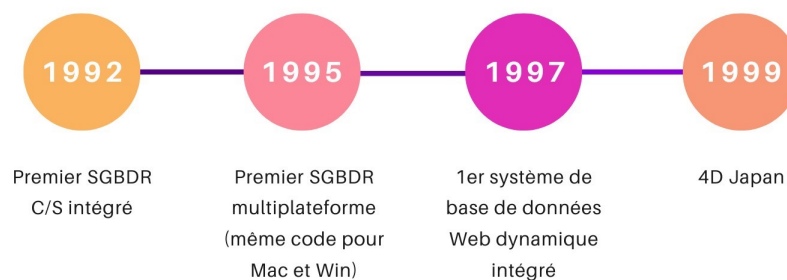 1992
1995
1997
1999
Premier SGBDR
C/S intégré
Premier SGBDR
multiplateforme
(même code pour
Mac et Win)
1er système de
base de données
Web dynamique
intégré
4D Japan